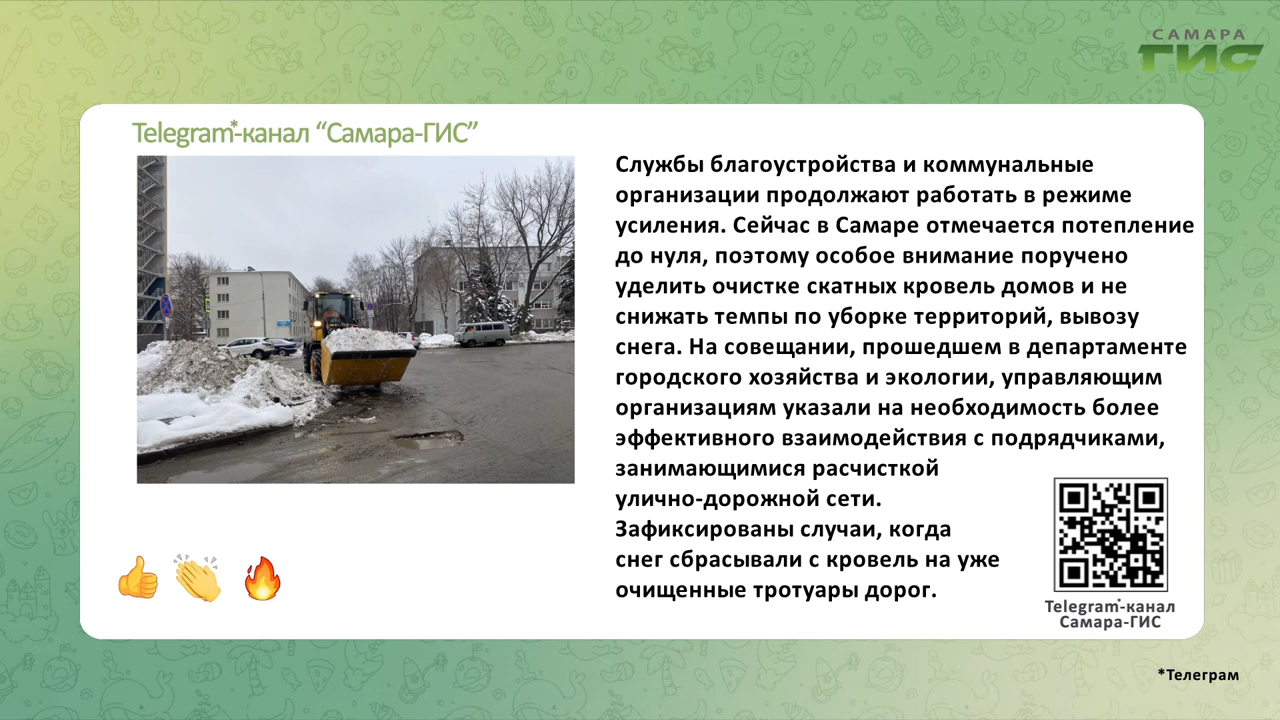 САМАРА
ГИС
Telegram*-канал “Самара-ГИС”
Службы благоустройства и коммунальные
организации продолжают работать в режиме
усиления. Сейчас в Самаре отмечается потепление
до нуля, поэтому особое внимание поручено
уделить очистке скатных кровель домов и не
снижать темпы по уборке территорий, вывозу
снега. На совещании, прошедшем в департаменте
городского хозяйства и экологии, управляющим
организациям указали на необходимость более
эффективного взаимодействия с подрядчиками,
занимающимися расчисткой
улично-дорожной сети.
Зафиксированы случаи, когда
снег сбрасывали с кровель на уже
очищенные тротуары дорог.
Telegram*-канал
Самара-ГИС
*Телеграм